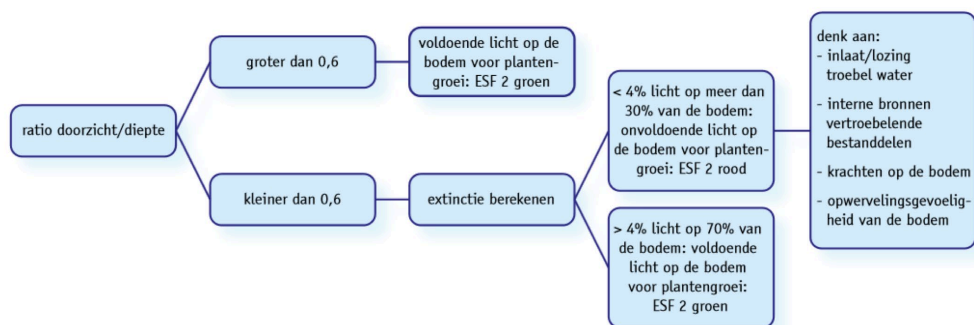 ratio doorzicht/diepte
groter dan 0,6
voldoende licht op de
bodem voor planten-
groei: ESF 2 groen
kleiner dan 0,6
extinctie berekenen
< 4% licht op meer dan
30% van de bodem:
onvoldoende licht op
de bodem voor planten-
groei: ESF 2 rood
> 4% licht op 70% van
de bodem: voldoende
licht op de bodem
voor plantengroei:
ESF 2 groen
denk aan:
- inlaat/lozing
troebel water
- interne bronnen
vertroebelende
bestanddelen
- krachten op de bodem
- opwervelingsgevoelig-
heid van de bodem